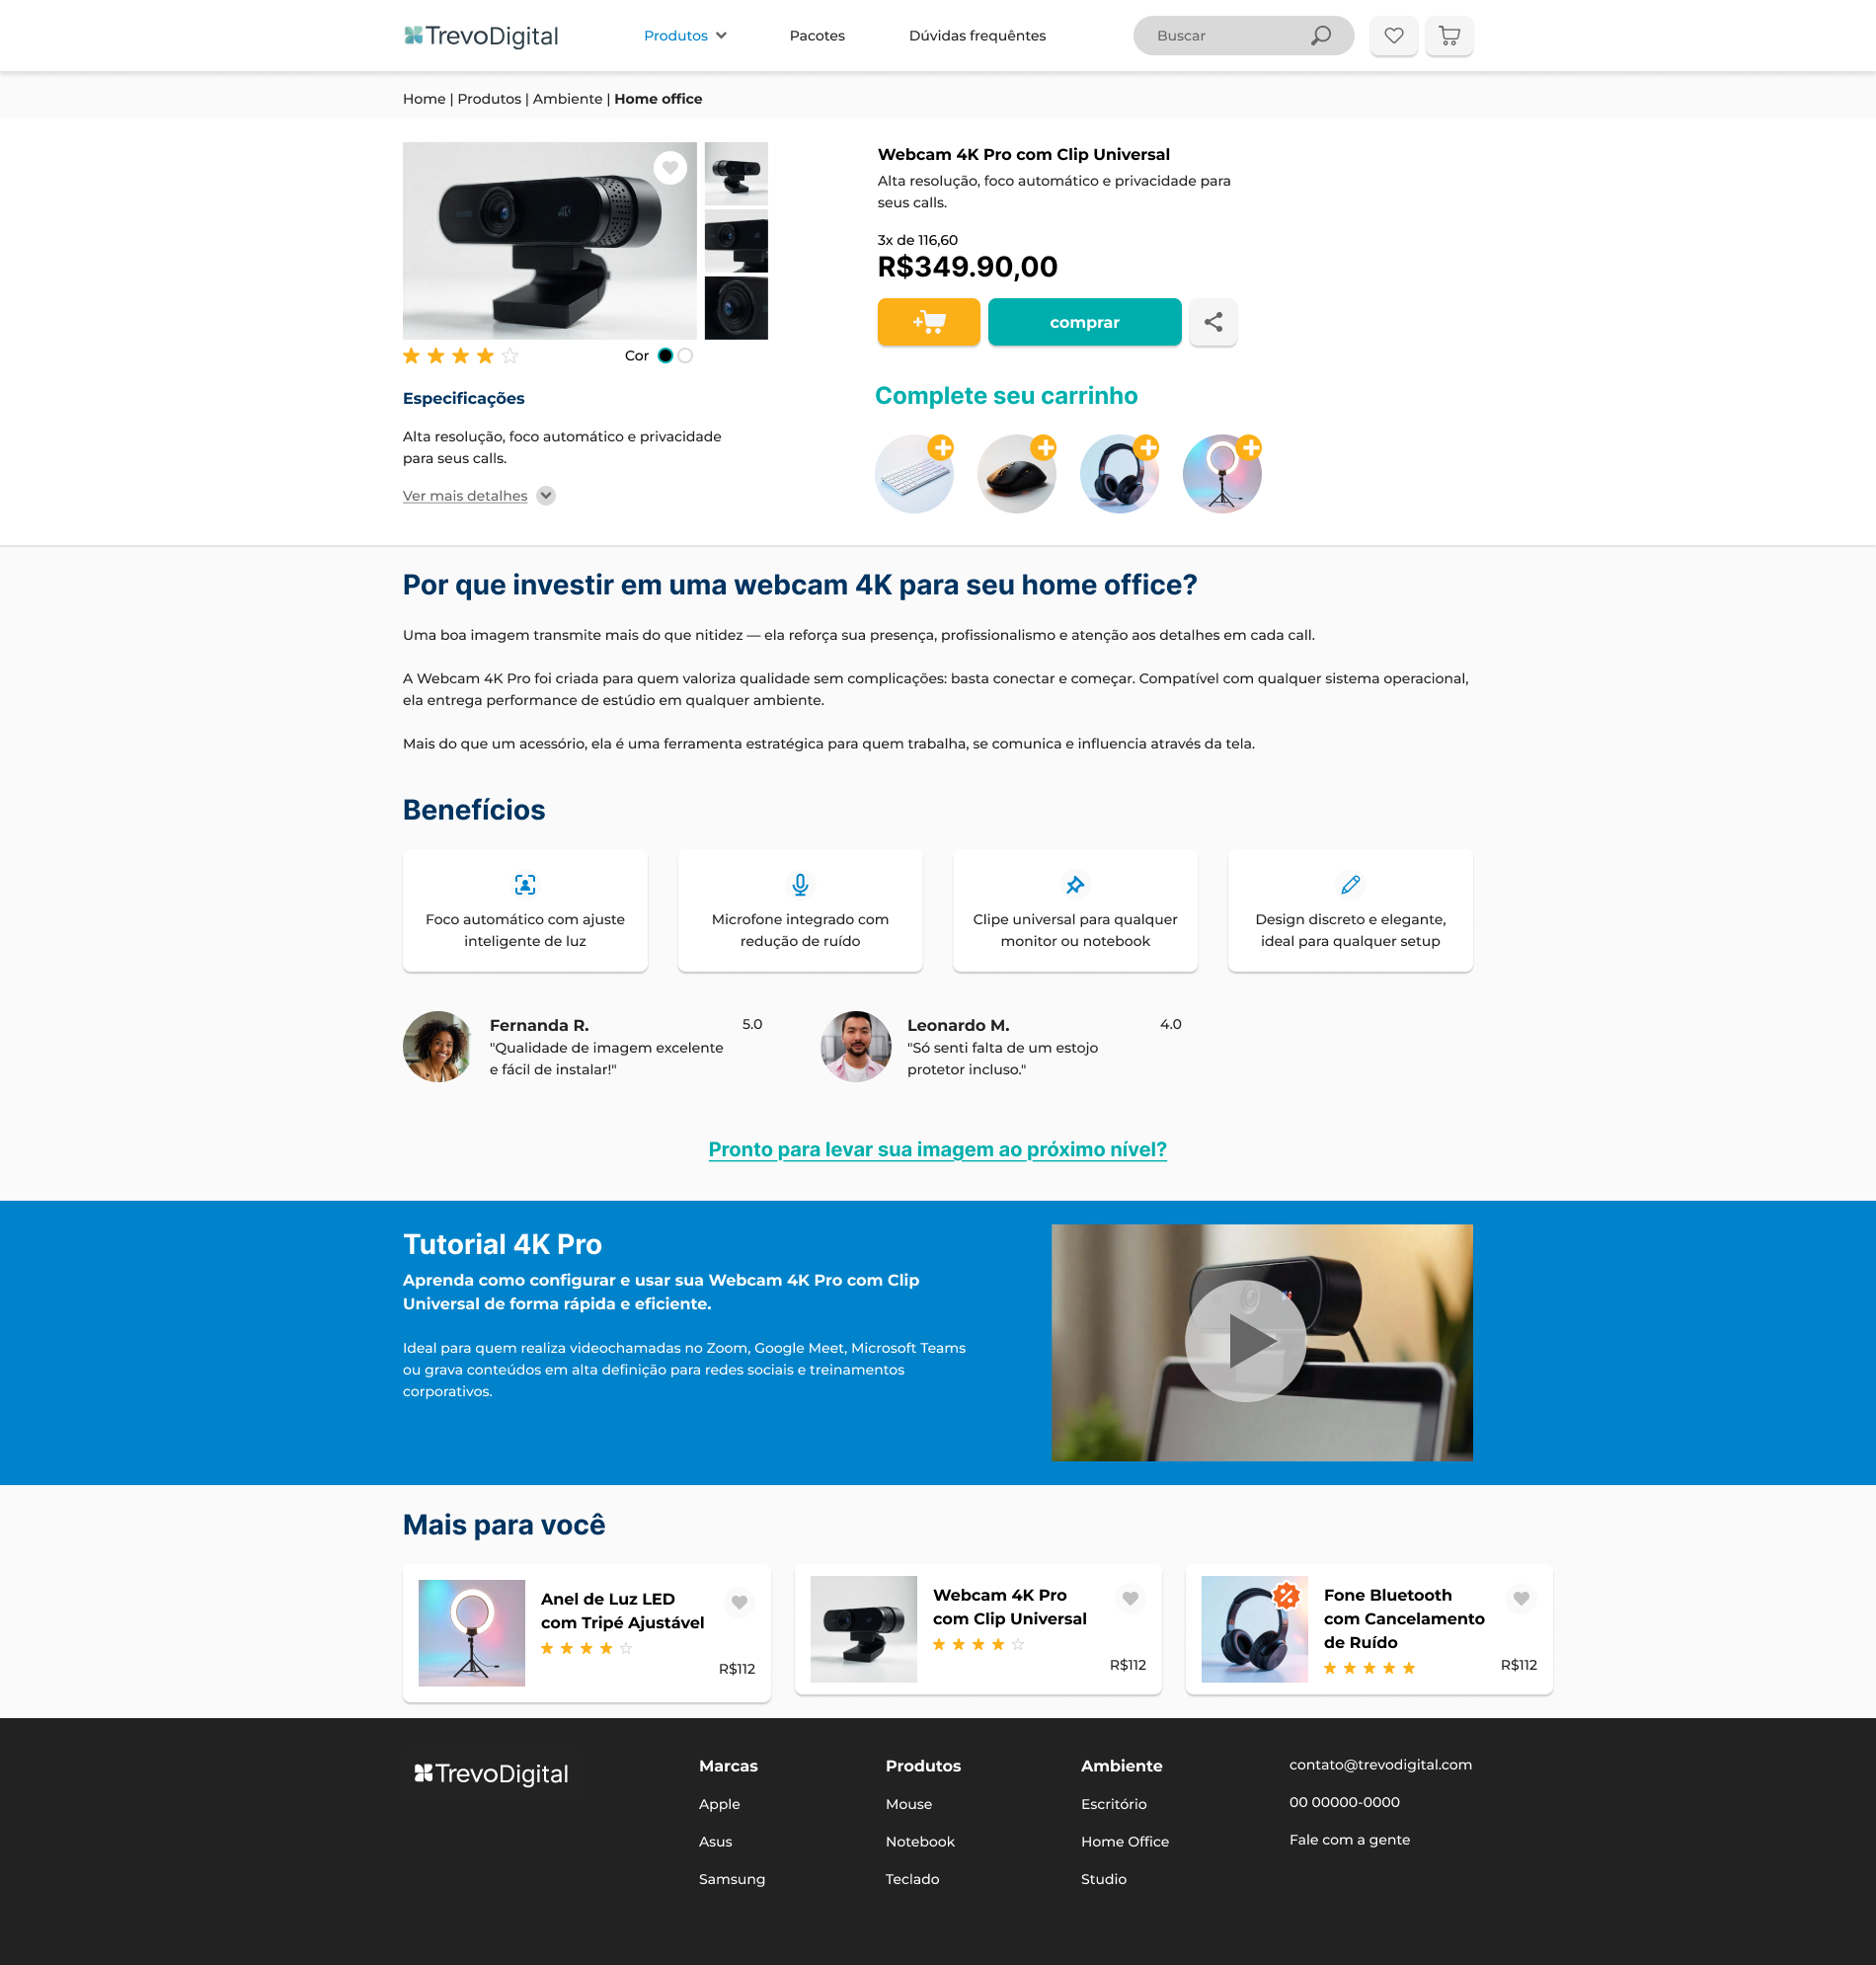 TrevoDigital
Produtos
Pacotes
Dúvidas frequêntes
Buscar
Home | Produtos | Ambiente | Home office
4K
Webcam 4K Pro com Clip Universal
Alta resolução, foco automático e privacidade para
seus calls.
3x de 116,60
R$349.90,00
comprar
Cor
Especificações
Alta resolução, foco automático e privacidade
para seus calls.
Ver mais detalhes
Complete seu carrinho
Por que investir em uma webcam 4K para seu home office?
Uma boa imagem transmite mais do que nitidez — ela reforça sua presença, profissionalismo e atenção aos detalhes em cada call.
A Webcam 4K Pro foi criada para quem valoriza qualidade sem complicações: basta conectar e começar. Compatível com qualquer sistema operacional,
ela entrega performance de estúdio em qualquer ambiente.
Mais do que um acessório, ela é uma ferramenta estratégica para quem trabalha, se comunica e influencia através da tela.
Benefícios
Foco automático com ajuste
inteligente de luz
Microfone integrado com
redução de ruído
Clipe universal para qualquer
monitor ou notebook
Design discreto e elegante,
ideal para qualquer setup
Fernanda R.
5.0
"Qualidade de imagem excelente
e fácil de instalar!"
Leonardo M.
4.0
"Só senti falta de um estojo
protetor incluso."
Pronto para levar sua imagem ao próximo nível?
Tutorial 4K Pro
Aprenda como configurar e usar sua Webcam 4K Pro com Clip
Universal de forma rápida e eficiente.
Ideal para quem realiza videochamadas no Zoom, Google Meet, Microsoft Teams
ou grava conteúdos em alta definição para redes sociais e treinamentos
corporativos.
Mais para você
Anel de Luz LED
com Tripé Ajustável
R$112
Webcam 4K Pro
com Clip Universal
R$112
Fone Bluetooth
com Cancelamento
de Ruído
R$112
TrevoDigital
Marcas
Apple
Asus
Samsung
Produtos
Mouse
Notebook
Teclado
Ambiente
Escritório
Home Office
Studio
contato@trevodigital.com
00 00000-0000
Fale com a gente